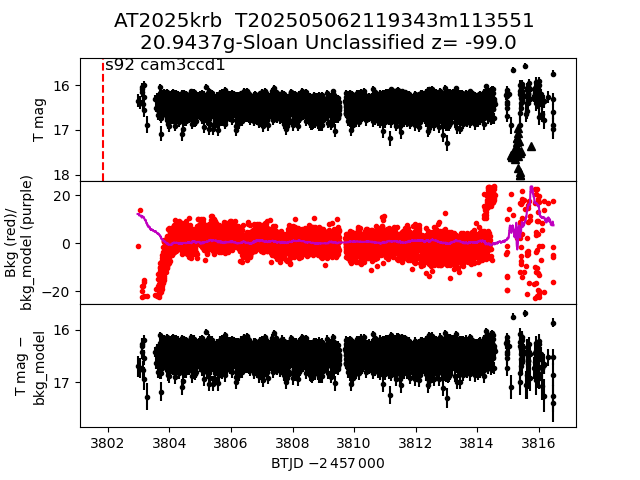 AT2025krb  T202505062119343m113551
20.9437g-Sloan Unclassified z= -99.0
s92 cam3ccd1
T mag
16
17
18
Bkg (red)/
bkg_model (purple)
20
0
−20
T mag −
bkg_model
16
17
3802 3804 3806 3808 3810 3812 3814 3816
BTJD −2 457 000